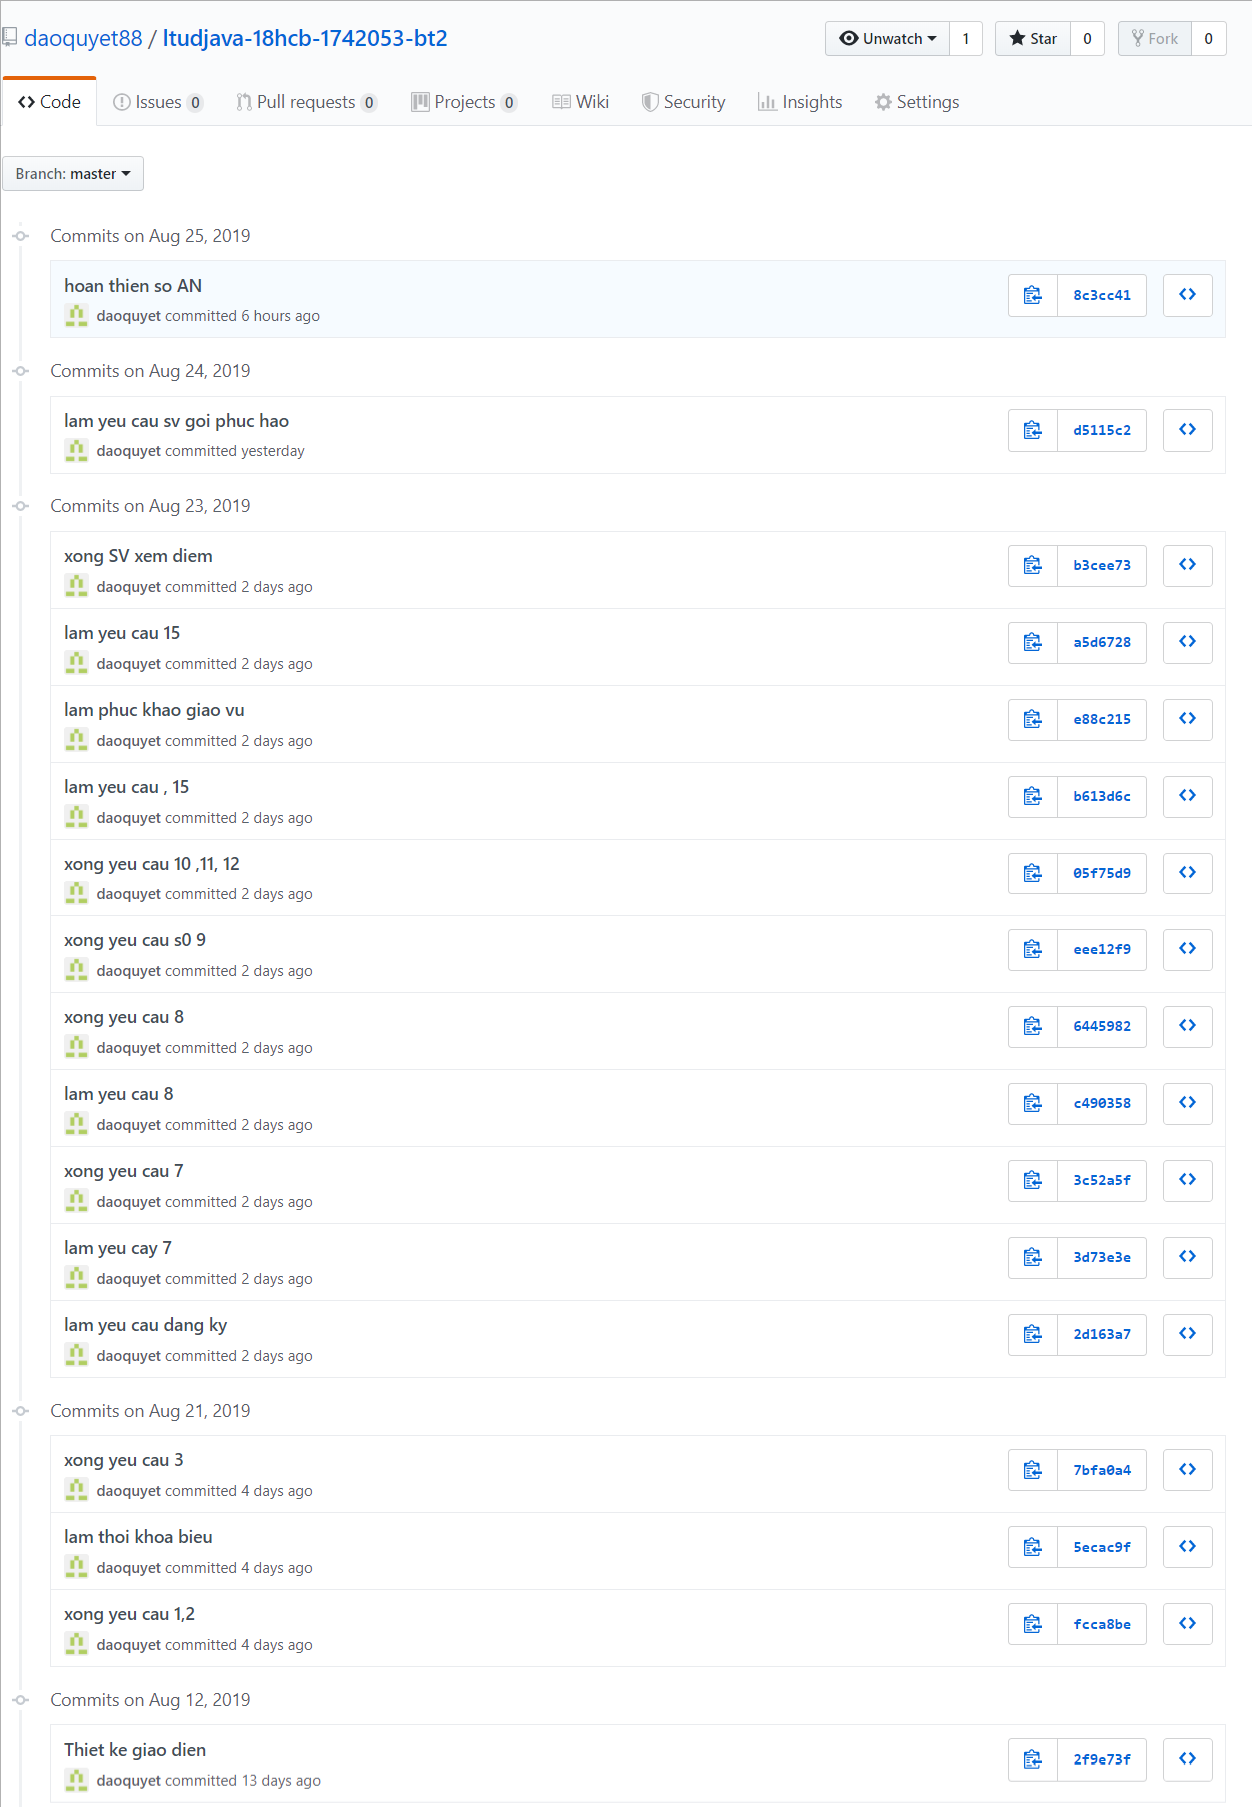 daoquyet88 / ltudjava-18hcb-1742053-bt2
Unwatch 1 Star 0 Fork 0
Code Issues 0 Pull requests 0 Projects 0 Wiki Security Insights Settings
Branch: master
Commits on Aug 25, 2019
hoan thien so AN
daoquyet committed 6 hours ago
8c3cc41
Commits on Aug 24, 2019
lam yeu cau sv goi phuc hao
daoquyet committed yesterday
d5115c2
Commits on Aug 23, 2019
xong SV xem diem
daoquyet committed 2 days ago
b3cee73
lam yeu cau 15
daoquyet committed 2 days ago
a5d6728
lam phuc khao giao vu
daoquyet committed 2 days ago
e88c215
lam yeu cau , 15
daoquyet committed 2 days ago
b613d6c
xong yeu cau 10 ,11, 12
daoquyet committed 2 days ago
05f75d9
xong yeu cau s0 9
daoquyet committed 2 days ago
eee12f9
xong yeu cau 8
daoquyet committed 2 days ago
6445982
lam yeu cau 8
daoquyet committed 2 days ago
c490358
xong yeu cau 7
daoquyet committed 2 days ago
3c52a5f
lam yeu cay 7
daoquyet committed 2 days ago
3d73e3e
lam yeu cau dang ky
daoquyet committed 2 days ago
2d163a7
Commits on Aug 21, 2019
xong yeu cau 3
daoquyet committed 4 days ago
7bfa0a4
lam thoi khoa bieu
daoquyet committed 4 days ago
5ecac9f
xong yeu cau 1,2
daoquyet committed 4 days ago
fcca8be
Commits on Aug 12, 2019
Thiet ke giao dien
daoquyet committed 13 days ago
2f9e73f